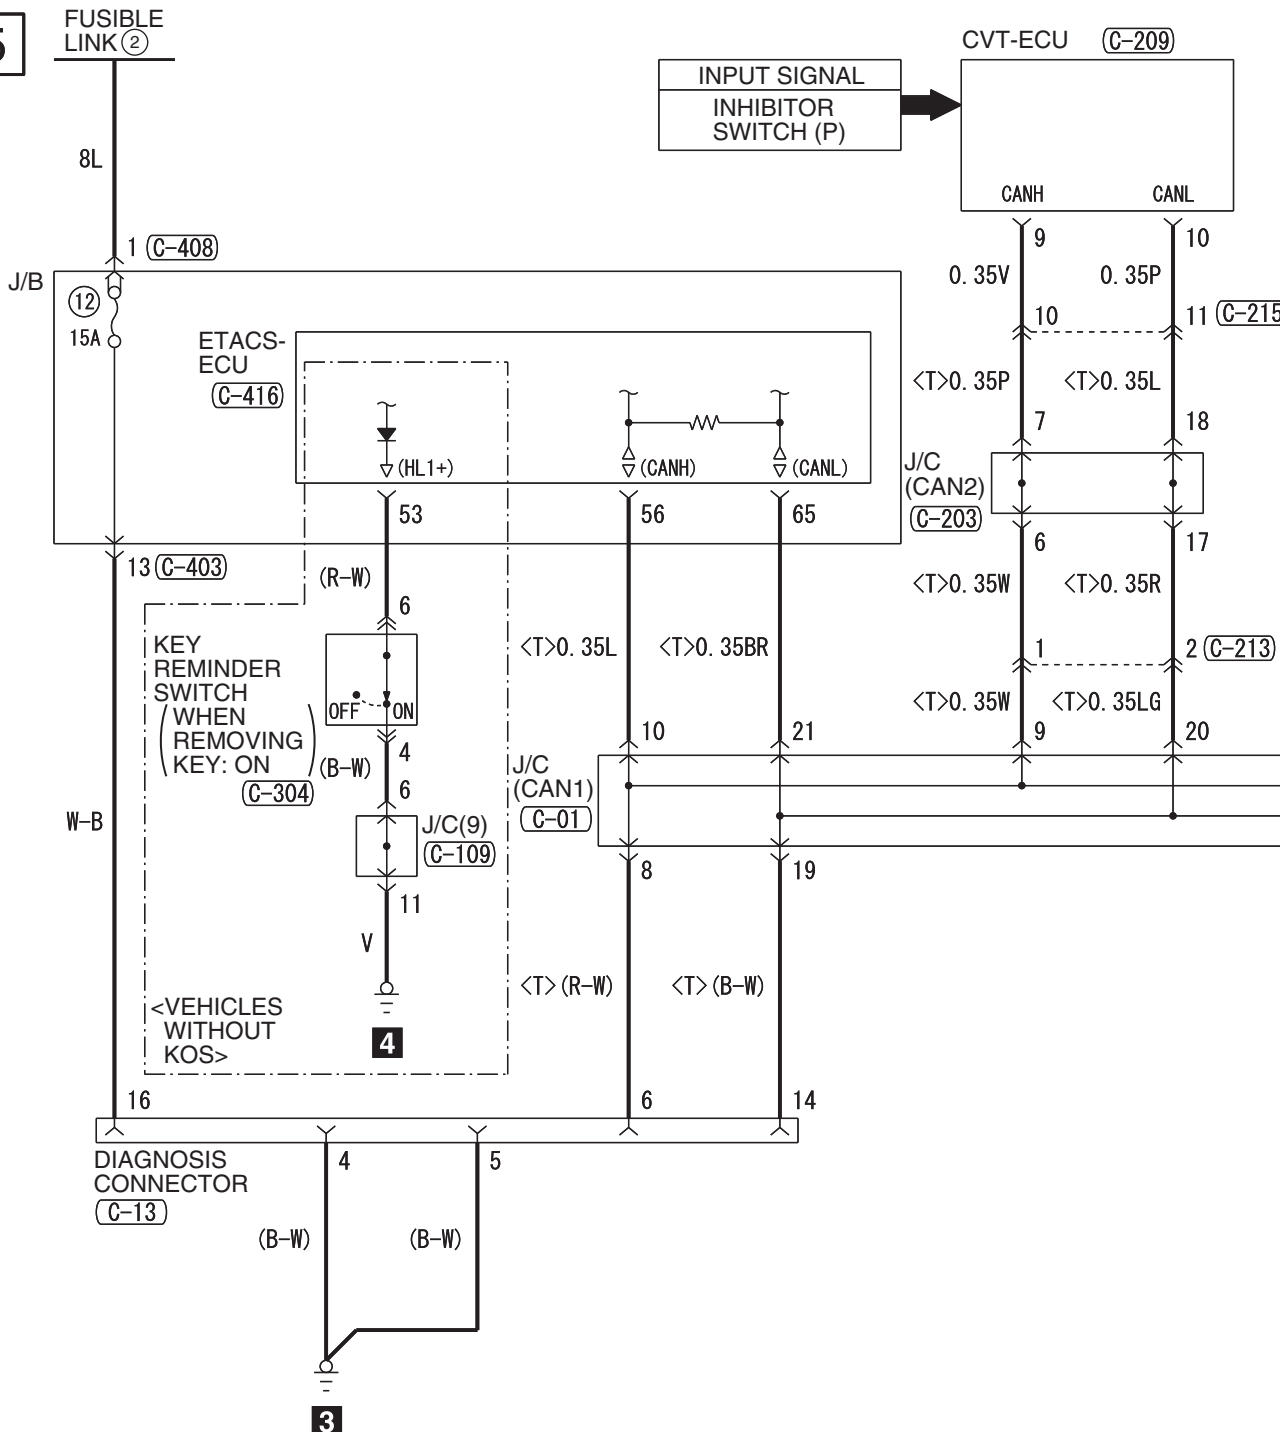 5
FUSIBLE
LINK 2
CVT-ECU C-209
INPUT SIGNAL
INHIBITOR
SWITCH (P)
8L
CANH CANL
9 10
1 C-408
0.35V 0.35P
J/B
12
15A
10 11 C-215
ETACS-
ECU
C-416
<T>0.35P <T>0.35L
7 18
(HL1+) (CANH) (CANL)
J/C
(CAN2)
C-203
53 56 65
6 17
13 C-403
(R-W)
<T>0.35W <T>0.35R
6
KEY
REMINDER
SWITCH
(WHEN
REMOVING
KEY: ON)
C-304
OFF ON
<T>0.35L <T>0.35BR
1 2 C-213
<T>0.35W <T>0.35LG
10 21 9 20
4
(B-W)
6
J/C
(CAN1)
C-01
W-B
J/C(9)
C-109
8 19
11
V
<T>(R-W) <T>(B-W)
<VEHICLES
WITHOUT
KOS>
4
16 6 14
DIAGNOSIS
CONNECTOR
C-13
4 5
(B-W) (B-W)
3